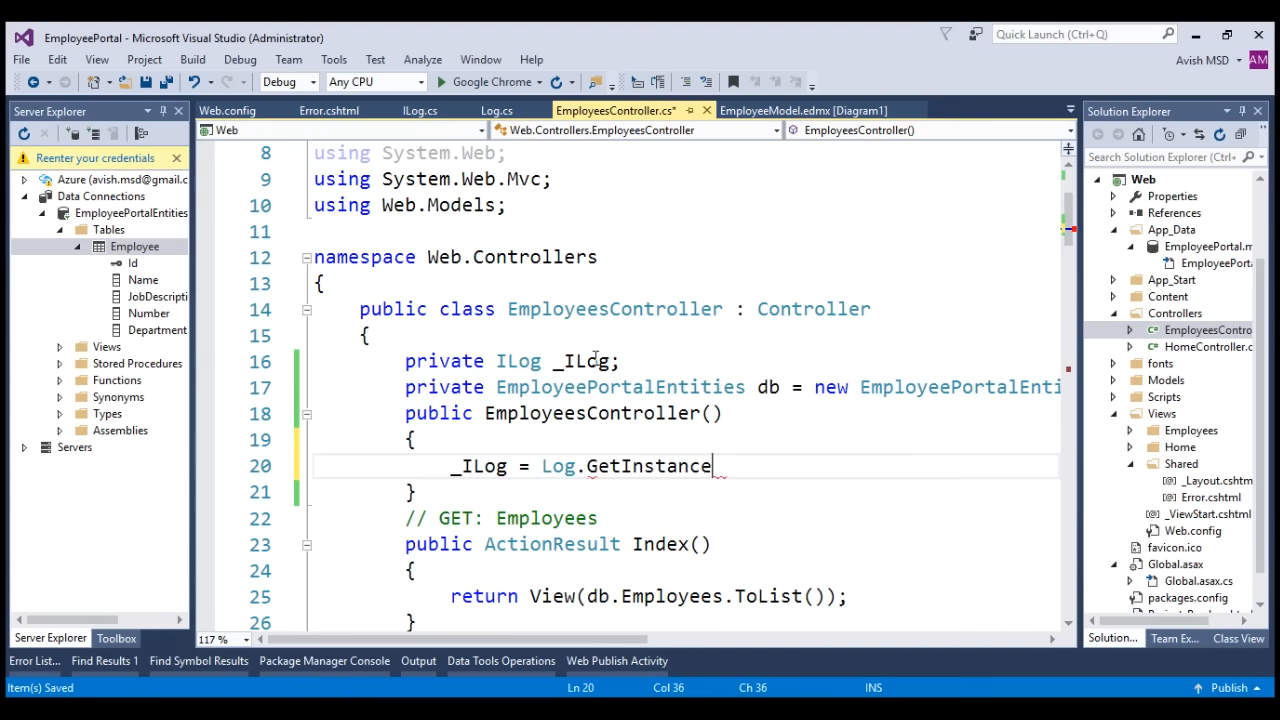 EmployeePortal - Microsoft Visual Studio (Administrator)
Quick Launch (Ctrl+Q)
File Edit View Project Build Debug Team Tools Test Analyze Window Help
Avish MSD AM
Debug Any CPU Google Chrome
Server Explorer
Web.config Error.cshtml ILog.cs Log.cs EmployeesController.cs* EmployeeModel.edmx [Diagram1]
Solution Explorer
Web Web.Controllers.EmployeesController EmployeesController()
Reenter your credentials
Azure (avish.msd@gmail.c
Data Connections
EmployeePortalEntities
Tables
Employee
Id
Name
JobDescripti
Number
Department
Views
Stored Procedures
Functions
Synonyms
Types
Assemblies
Servers
Server Explorer Toolbox
8 using System.Web;
9 using System.Web.Mvc;
10 using Web.Models;
11
12 namespace Web.Controllers
13 {
14 public class EmployeesController : Controller
15 {
16 private ILog _ILog;
17 private EmployeePortalEntities db = new EmployeePortalEnti
18 public EmployeesController()
19 {
20 _ILog = Log.GetInstance
21 }
22 // GET: Employees
23 public ActionResult Index()
24 {
25 return View(db.Employees.ToList());
26 }
117 %
Search Solution Explorer (Ctrl+
Web
Properties
References
App_Data
EmployeePortal.m
EmployeePorta
App_Start
Content
Controllers
EmployeesContro
HomeController.c
fonts
Models
Scripts
Views
Employees
Home
Shared
_Layout.cshtm
Error.cshtml
_ViewStart.cshtml
Web.config
favicon.ico
Global.asax
Global.asax.cs
packages.config
Solution... Team Ex... Class View
Error List... Find Results 1 Find Symbol Results Package Manager Console Output Data Tools Operations Web Publish Activity
Item(s) Saved Ln 20 Col 36 Ch 36 INS Publish